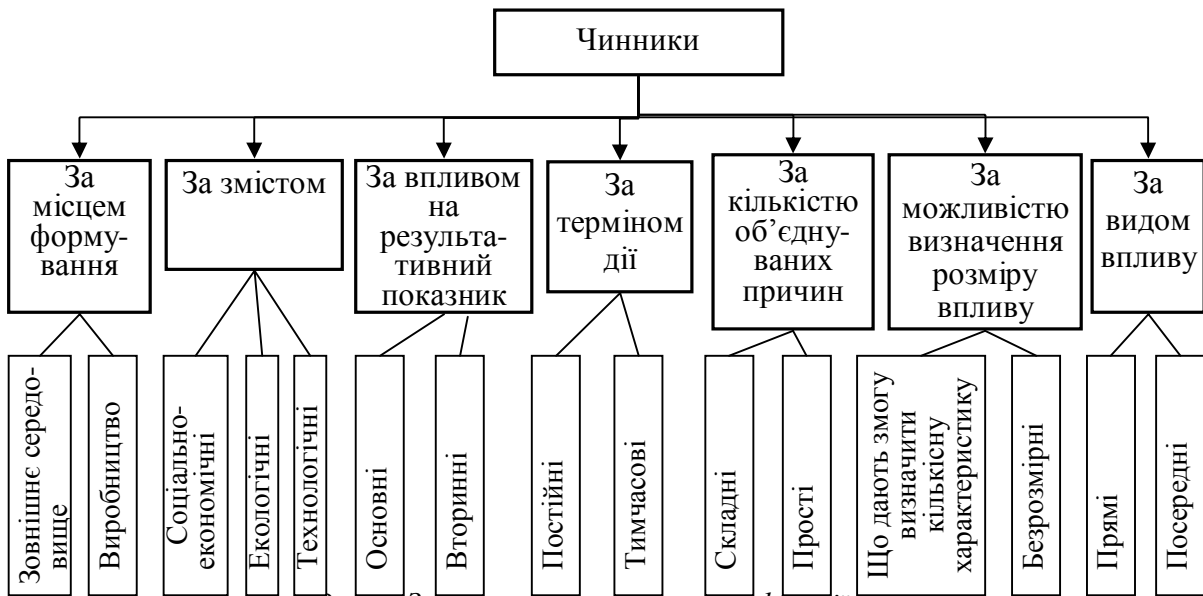 Чинники
За
місцем
форму-
вання
За змістом
За впливом
на
результа-
тивний
показник
За
терміном
дії
За
кількістю
об’єдну-
ваних
причин
За
можливістю
визначення
розміру
впливу
За
видом
впливу
Зовнішнє середо-
вище
Виробництво
Соціально-
економічні
Екологічні
Технологічні
Основні
Вторинні
Постійні
Тимчасові
Складні
Прості
Що дають змогу
визначити
кількісну
характеристику
Безрозмірні
Прямі
Посередні